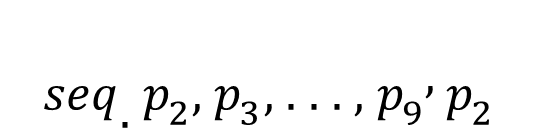 seq. p₂, p₃, . . . , p₉’ p₂